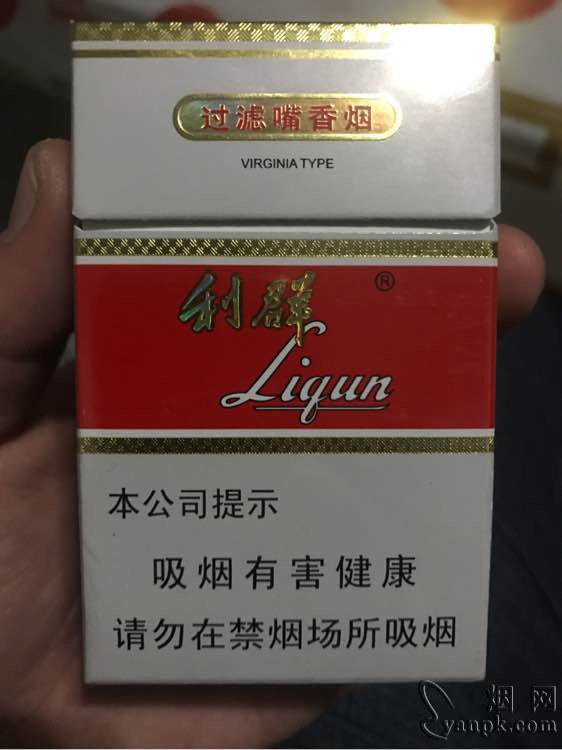 过滤嘴香烟
VIRGINIA TYPE
利群 ®
Liqun
本公司提示
吸烟有害健康
请勿在禁烟场所吸烟
烟网
yanpk.com